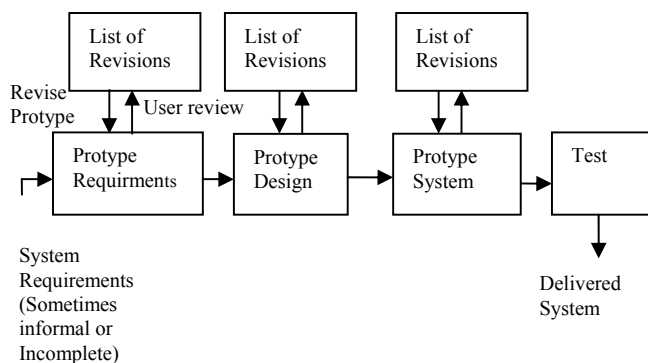 List of
Revisions
List of
Revisions
List of
Revisions
Revise
Protype
User review
Protype
Requirments
Protype
Design
Protype
System
Test
System
Requirements
(Sometimes
informal or
Incomplete)
Delivered
System